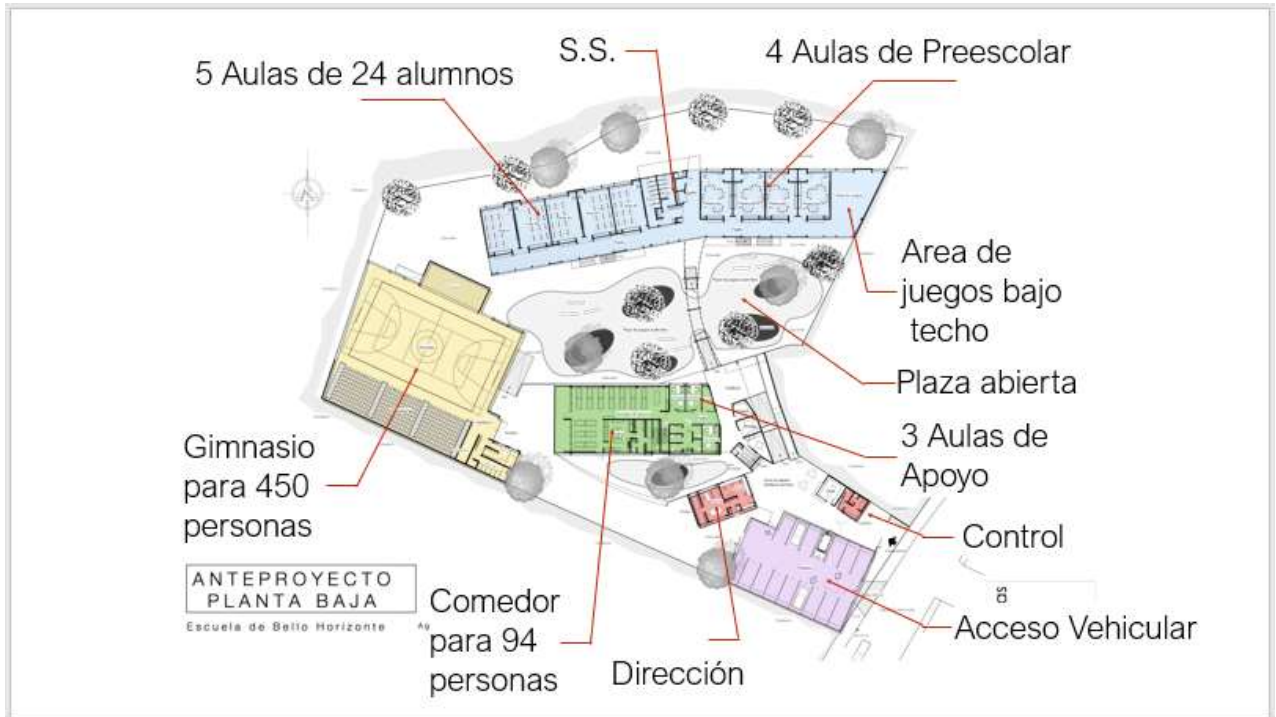 S.S.
4 Aulas de Preescolar
5 Aulas de 24 alumnos
Area de
juegos bajo
techo
Plaza abierta
3 Aulas de
Apoyo
Gimnasio
para 450
personas
Control
ANTEPROYECTO
PLANTA BAJA
Escuela de Bello Horizonte
Comedor
para 94
personas
Acceso Vehicular
Dirección